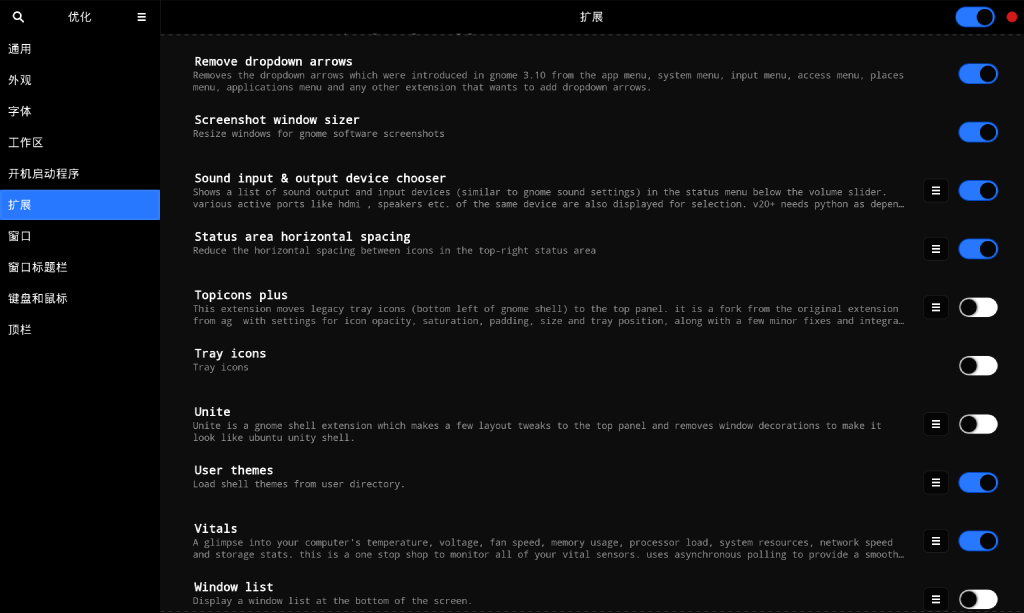 优化
扩展
通用
外观
字体
工作区
开机启动程序
扩展
窗口
窗口标题栏
键盘和鼠标
顶栏
Remove dropdown arrows
Removes the dropdown arrows which were introduced in gnome 3.10 from the app menu, system menu, input menu, access menu, places
menu, applications menu and any other extension that wants to add dropdown arrows.
Screenshot window sizer
Resize windows for gnome software screenshots
Sound input & output device chooser
Shows a list of sound output and input devices (similar to gnome sound settings) in the status menu below the volume slider.
various active ports like hdmi , speakers etc. of the same device are also displayed for selection. v20+ needs python as depen…
Status area horizontal spacing
Reduce the horizontal spacing between icons in the top-right status area
Topicons plus
This extension moves legacy tray icons (bottom left of gnome shell) to the top panel. it is a fork from the original extension
from ag  with settings for icon opacity, saturation, padding, size and tray position, along with a few minor fixes and integra…
Tray icons
Tray icons
Unite
Unite is a gnome shell extension which makes a few layout tweaks to the top panel and removes window decorations to make it
look like ubuntu unity shell.
User themes
Load shell themes from user directory.
Vitals
A glimpse into your computer's temperature, voltage, fan speed, memory usage, processor load, system resources, network speed
and storage stats. this is a one stop shop to monitor all of your vital sensors. uses asynchronous polling to provide a smooth…
Window list
Display a window list at the bottom of the screen.